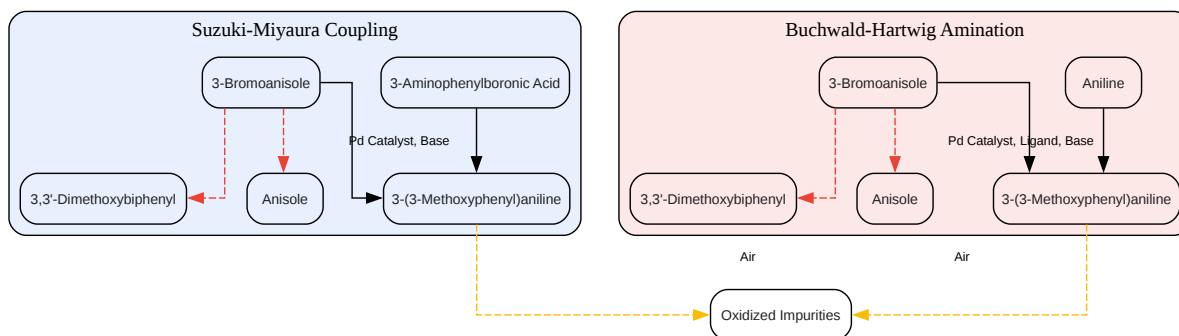 Suzuki-Miyaura Coupling
Buchwald-Hartwig Amination
3-Bromoanisole
3-Aminophenylboronic Acid
3-Bromoanisole
Aniline
Pd Catalyst, Base
Pd Catalyst, Ligand, Base
3,3'-Dimethoxybiphenyl
Anisole
3-(3-Methoxyphenyl)aniline
3,3'-Dimethoxybiphenyl
Anisole
3-(3-Methoxyphenyl)aniline
Air
Air
Oxidized Impurities